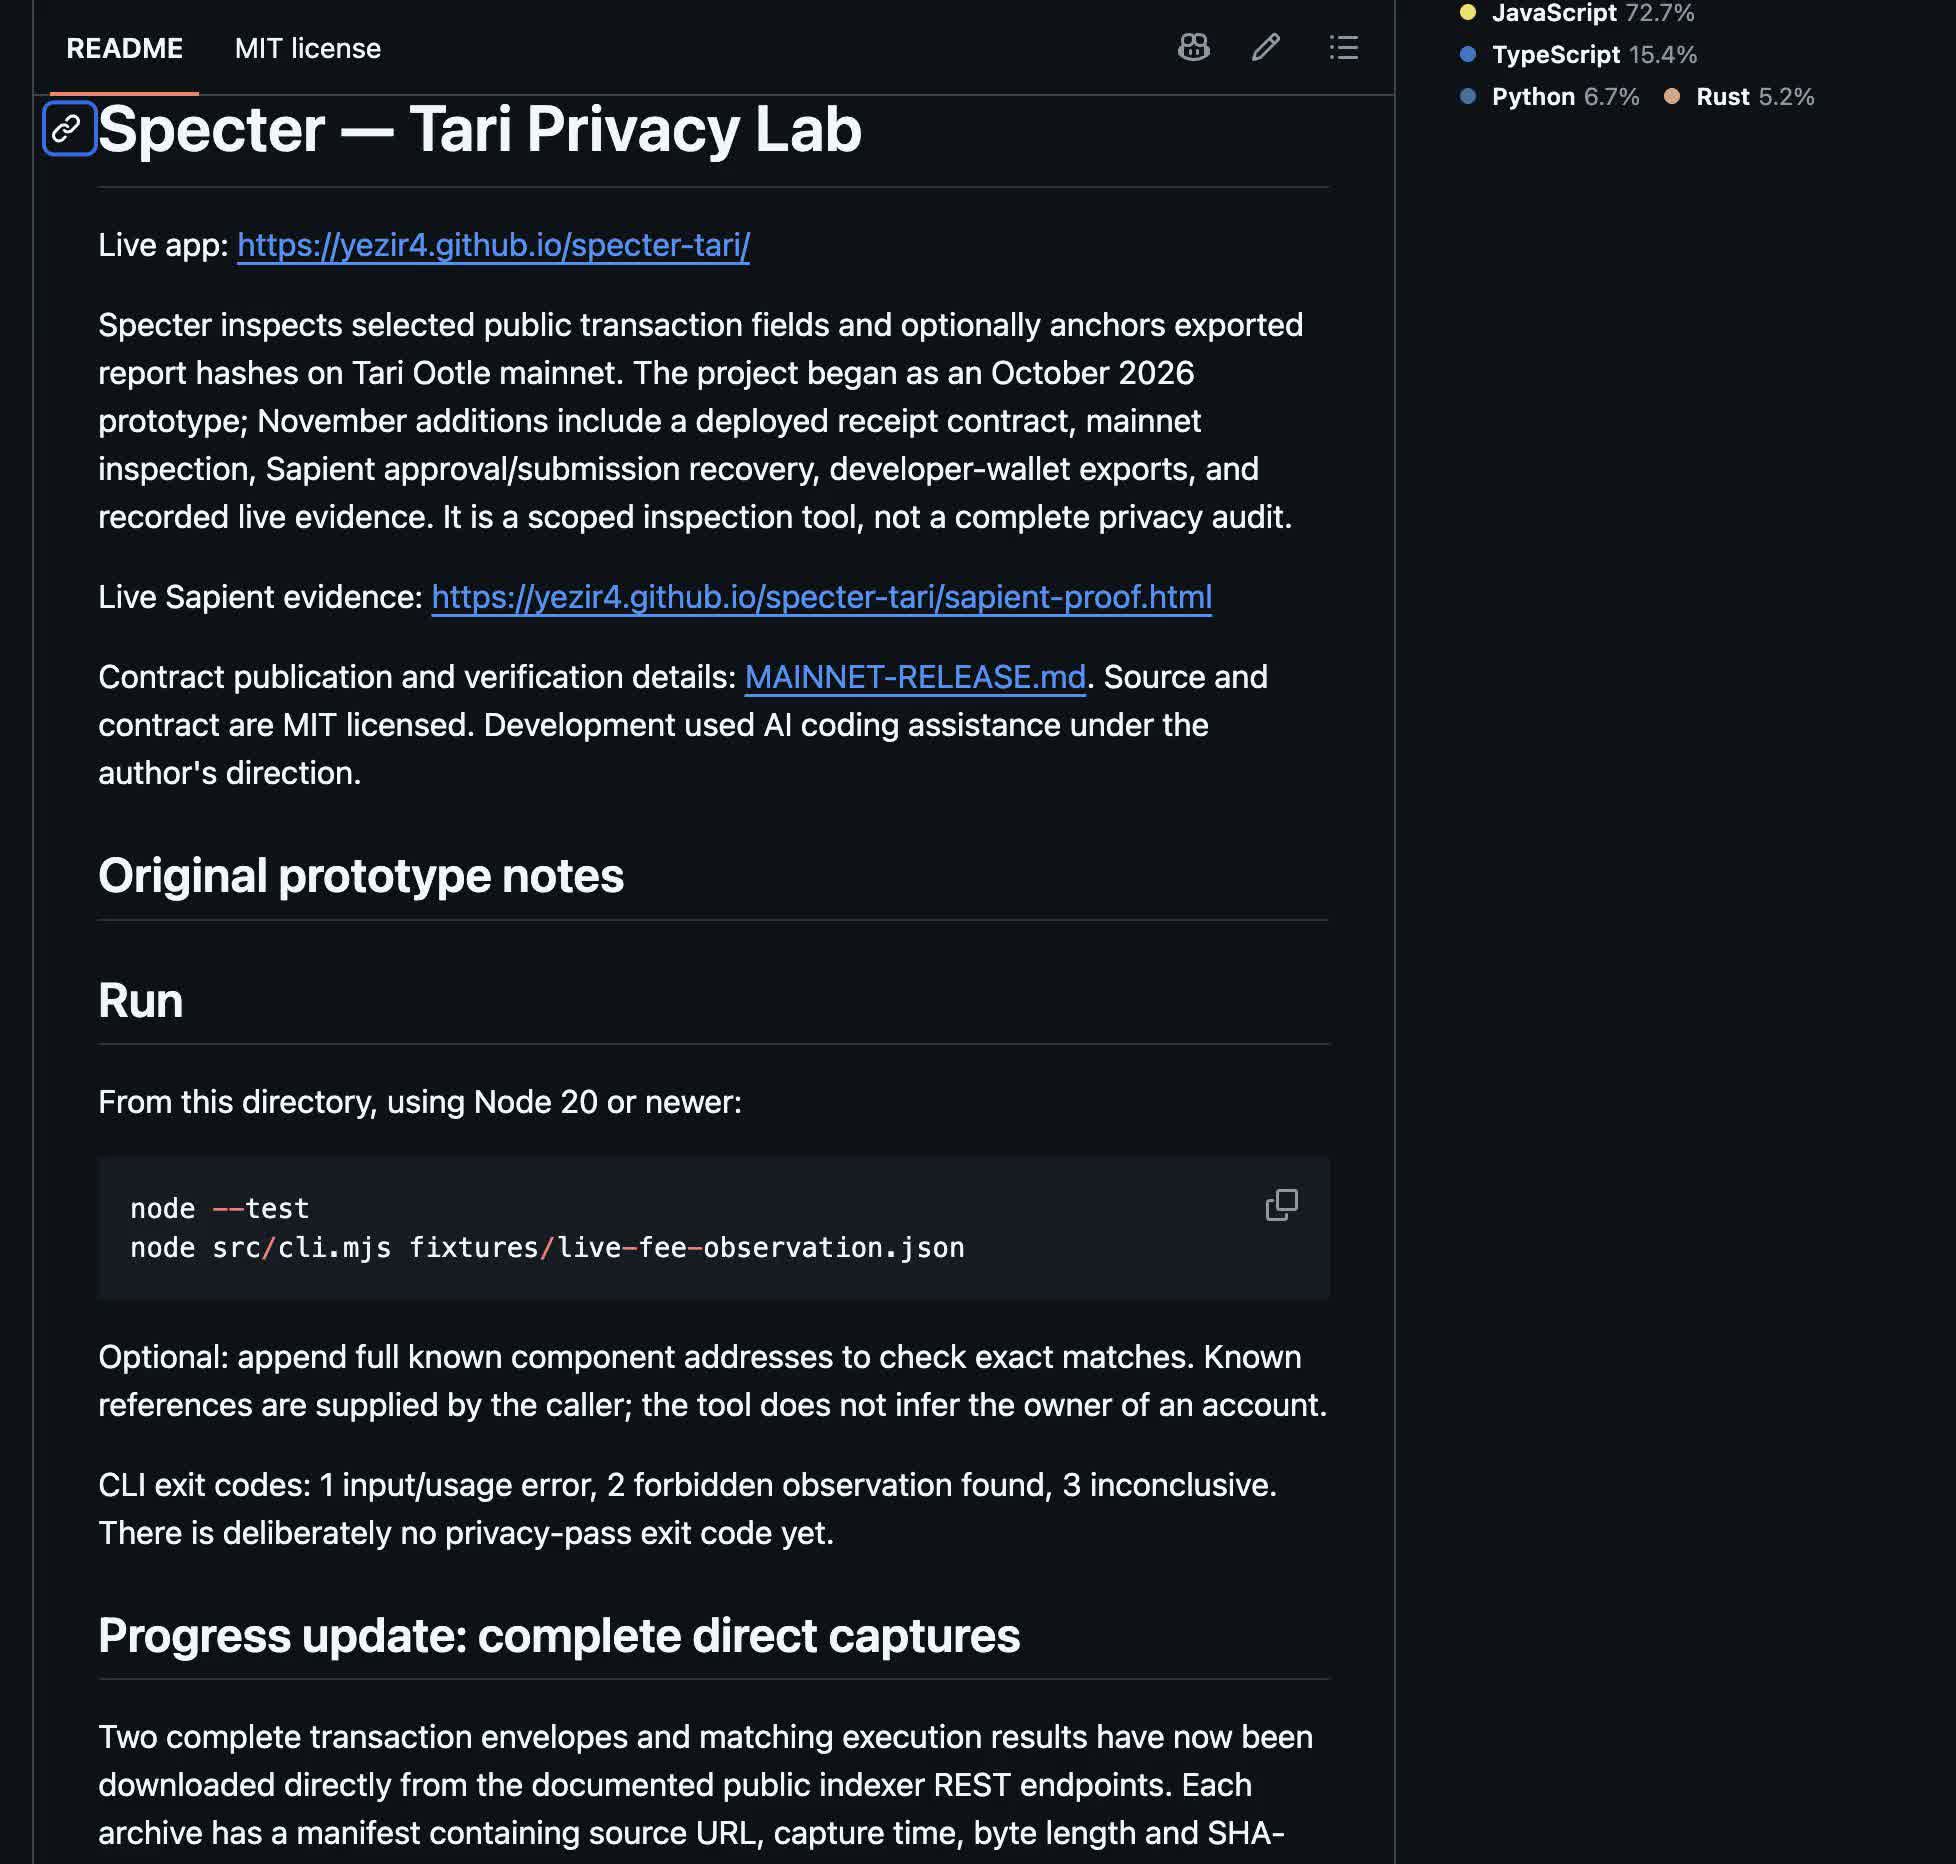 README
MIT license
JavaScript 72.7%
TypeScript 15.4%
Python 6.7% Rust 5.2%
Specter — Tari Privacy Lab
Live app: https://yezir4.github.io/specter-tari/
Specter inspects selected public transaction fields and optionally anchors exported
report hashes on Tari Ootle mainnet. The project began as an October 2026
prototype; November additions include a deployed receipt contract, mainnet
inspection, Sapient approval/submission recovery, developer-wallet exports, and
recorded live evidence. It is a scoped inspection tool, not a complete privacy audit.
Live Sapient evidence: https://yezir4.github.io/specter-tari/sapient-proof.html
Contract publication and verification details: MAINNET-RELEASE.md. Source and
contract are MIT licensed. Development used AI coding assistance under the
author's direction.
Original prototype notes
Run
From this directory, using Node 20 or newer:
node --test
node src/cli.mjs fixtures/live-fee-observation.json
Optional: append full known component addresses to check exact matches. Known
references are supplied by the caller; the tool does not infer the owner of an account.
CLI exit codes: 1 input/usage error, 2 forbidden observation found, 3 inconclusive.
There is deliberately no privacy-pass exit code yet.
Progress update: complete direct captures
Two complete transaction envelopes and matching execution results have now been
downloaded directly from the documented public indexer REST endpoints. Each
archive has a manifest containing source URL, capture time, byte length and SHA-